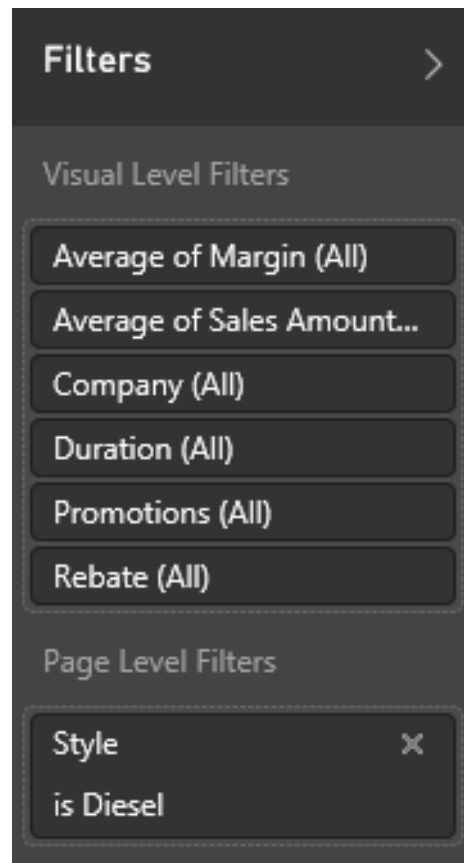 Filters
Visual Level Filters
Average of Margin (All)
Average of Sales Amount...
Company (All)
Duration (All)
Promotions (All)
Rebate (All)
Page Level Filters
Style
is Diesel